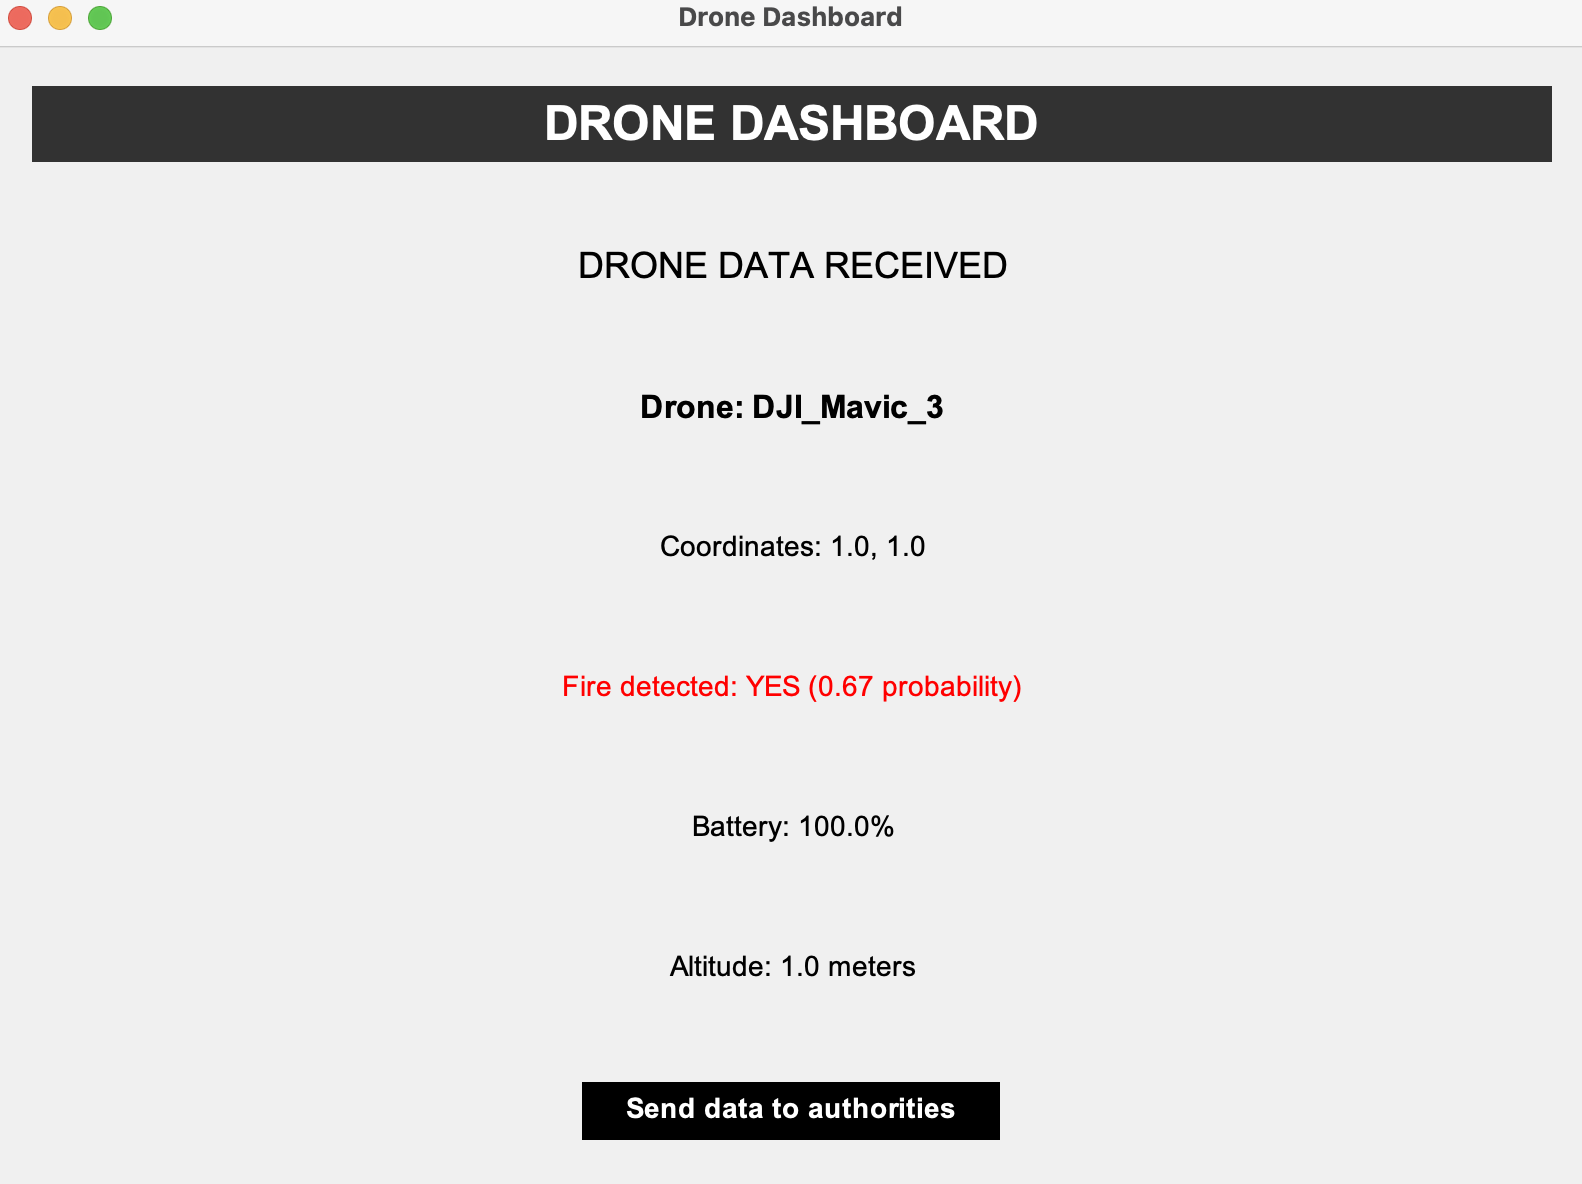 Drone Dashboard
DRONE DASHBOARD
DRONE DATA RECEIVED
Drone: DJI_Mavic_3
Coordinates: 1.0, 1.0
Fire detected: YES (0.67 probability)
Battery: 100.0%
Altitude: 1.0 meters
Send data to authorities